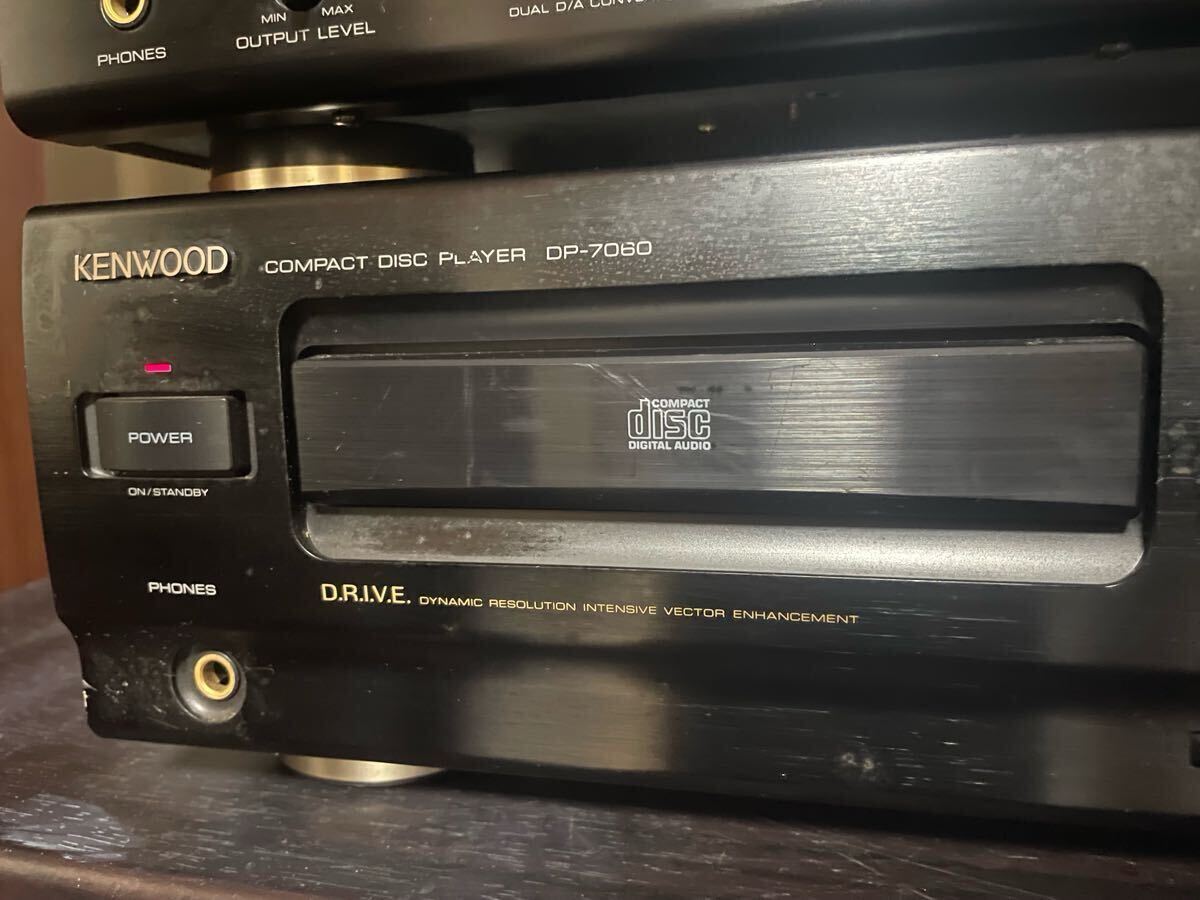 PHONES
MIN MAX
OUTPUT LEVEL
DUAL D/A
KENWOOD COMPACT DISC PLAYER DP-7060
POWER
ON/STANDBY
COMPACT
disc
DIGITAL AUDIO
PHONES
D.R.I.V.E. DYNAMIC RESOLUTION INTENSIVE VECTOR ENHANCEMENT